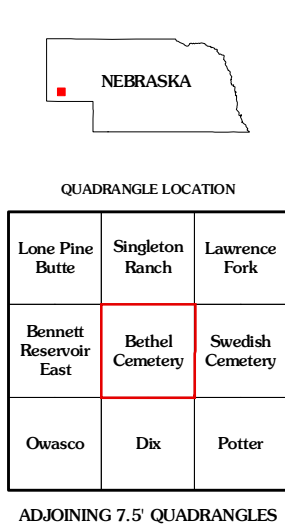 NEBRASKA
QUADRANGLE LOCATION
Lone Pine
Butte
Singleton
Ranch
Lawrence
Fork
Bennett
Reservoir
East
Bethel
Cemetery
Swedish
Cemetery
Owasco
Dix
Potter
ADJOINING 7.5' QUADRANGLES